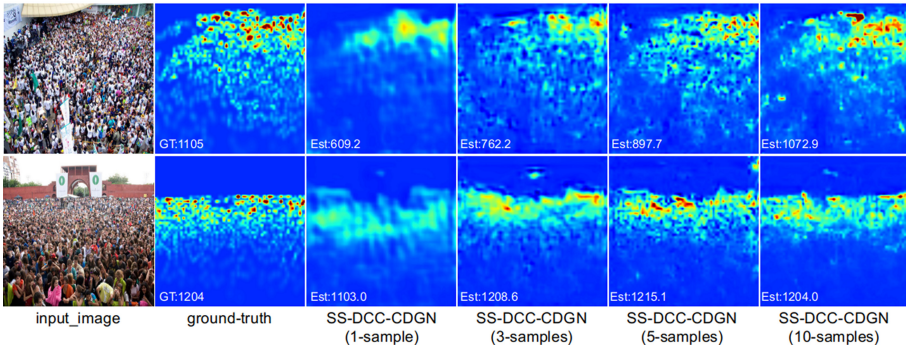 GT:1105
Est:609.2
Est:762.2
Est:897.7
Est:1072.9
GT:1204
Est:1103.0
Est:1208.6
Est:1215.1
Est:1204.0
input_image
ground-truth
SS-DCC-CDGN
(1-sample)
SS-DCC-CDGN
(3-samples)
SS-DCC-CDGN
(5-samples)
SS-DCC-CDGN
(10-samples)